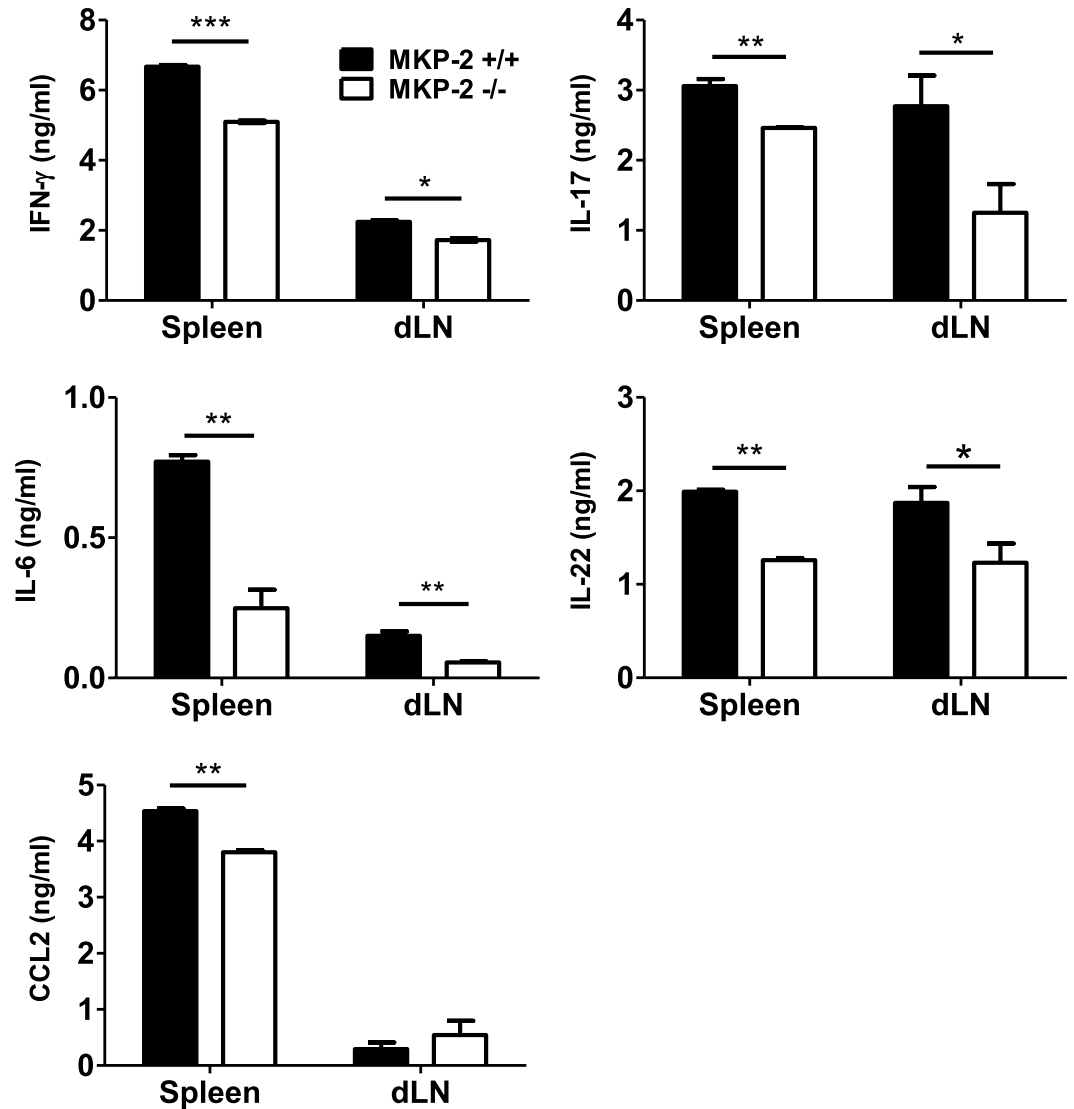 IFN-γ (ng/ml)
8
6
4
2
0
***
*
MKP-2 +/+
MKP-2 -/-
Spleen
dLN
IL-17 (ng/ml)
4
3
2
1
0
**
*
Spleen
dLN
IL-6 (ng/ml)
1.0
0.5
0.0
**
**
Spleen
dLN
IL-22 (ng/ml)
3
2
1
0
**
*
Spleen
dLN
CCL2 (ng/ml)
5
4
3
2
1
0
**
Spleen
dLN